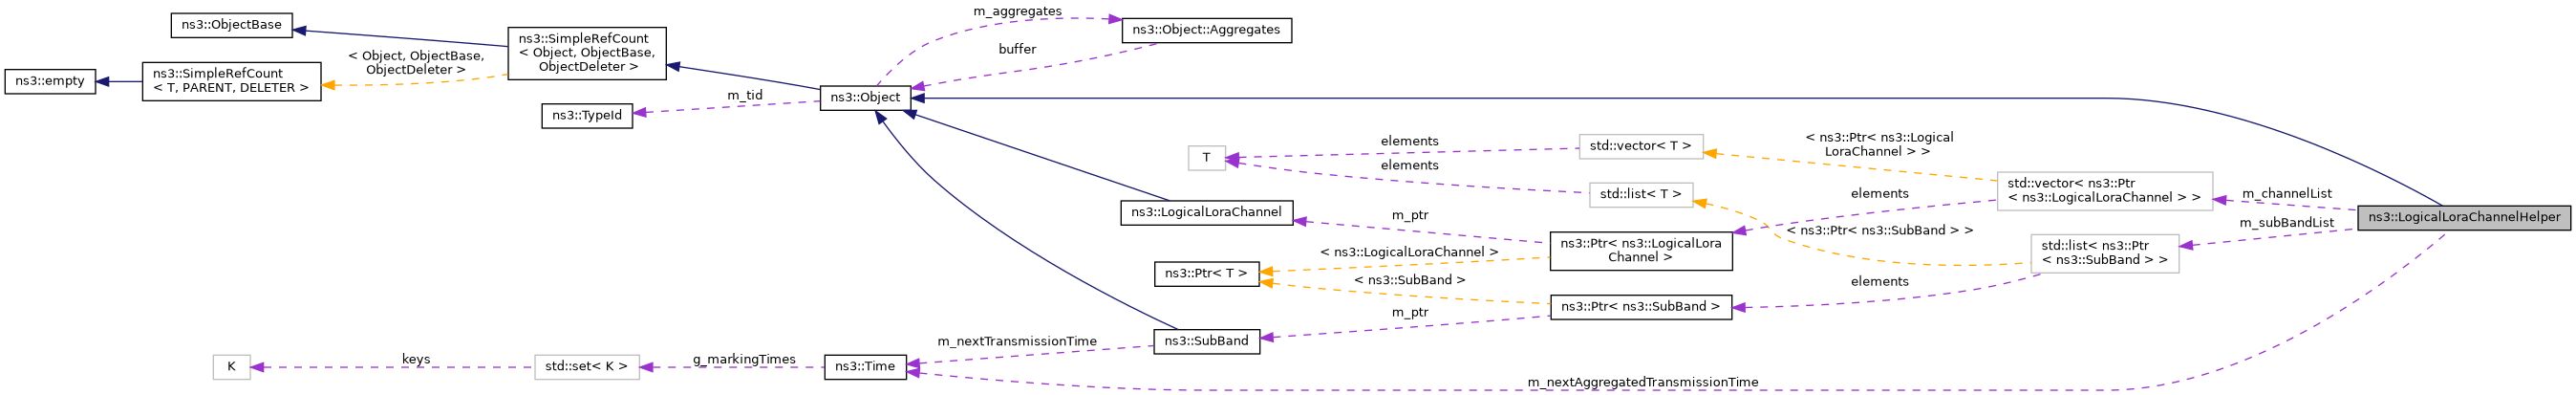 ns3::ObjectBase
ns3::empty
ns3::SimpleRefCount
< T, PARENT, DELETER >
< Object, ObjectBase,
ObjectDeleter >
ns3::SimpleRefCount
< Object, ObjectBase,
ObjectDeleter >
ns3::TypeId
m_tid
ns3::Object
m_aggregates
buffer
ns3::Object::Aggregates
T
elements
elements
std::vector< T >
std::list< T >
< ns3::Ptr< ns3::Logical
LoraChannel > >
std::vector< ns3::Ptr
< ns3::LogicalLoraChannel > >
m_channelList
m_subBandList
ns3::LogicalLoraChannelHelper
elements
< ns3::Ptr< ns3::SubBand > >
std::list< ns3::Ptr
< ns3::SubBand > >
elements
ns3::LogicalLoraChannel
m_ptr
ns3::Ptr< ns3::LogicalLora
Channel >
< ns3::LogicalLoraChannel >
ns3::Ptr< T >
< ns3::SubBand >
ns3::Ptr< ns3::SubBand >
m_ptr
ns3::SubBand
m_nextTransmissionTime
K
keys
std::set< K >
g_markingTimes
ns3::Time
m_nextAggregatedTransmissionTime